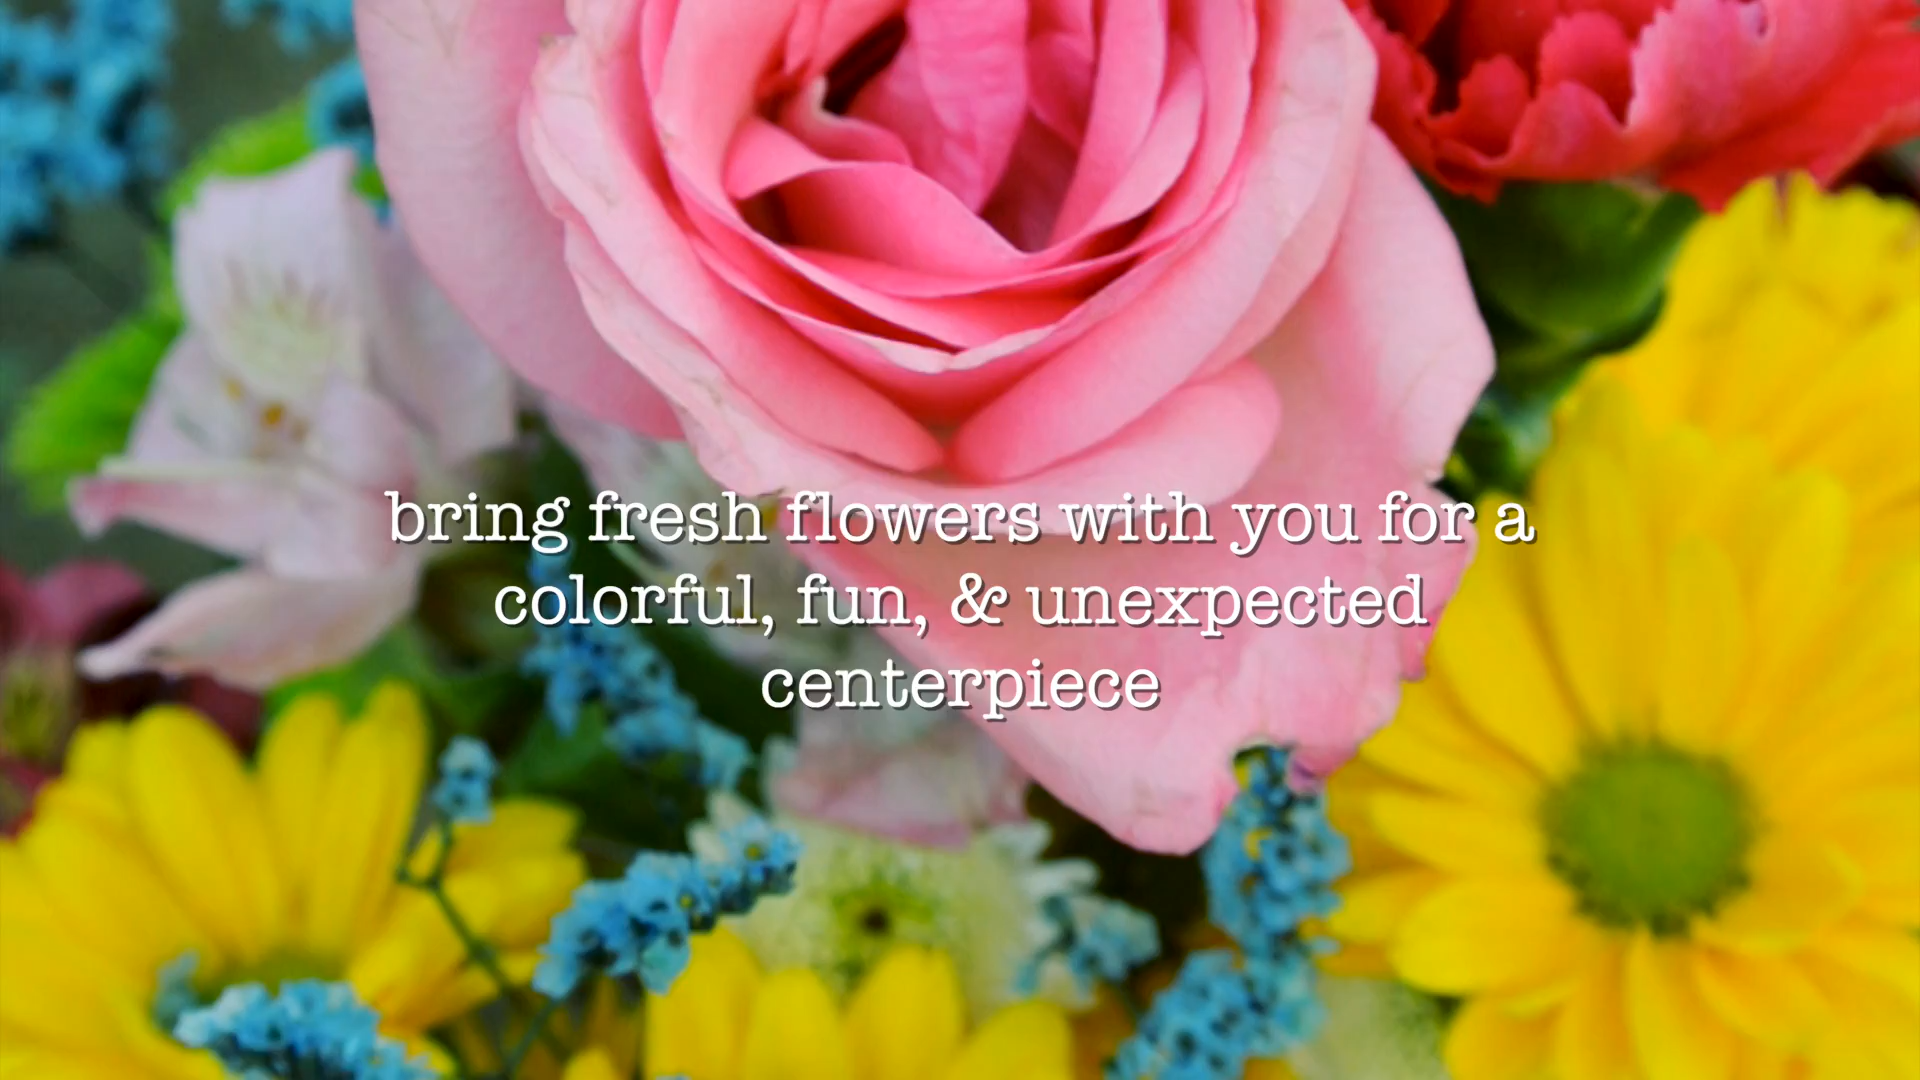 bring fresh flowers with you for a
colorful, fun, & unexpected
centerpiece